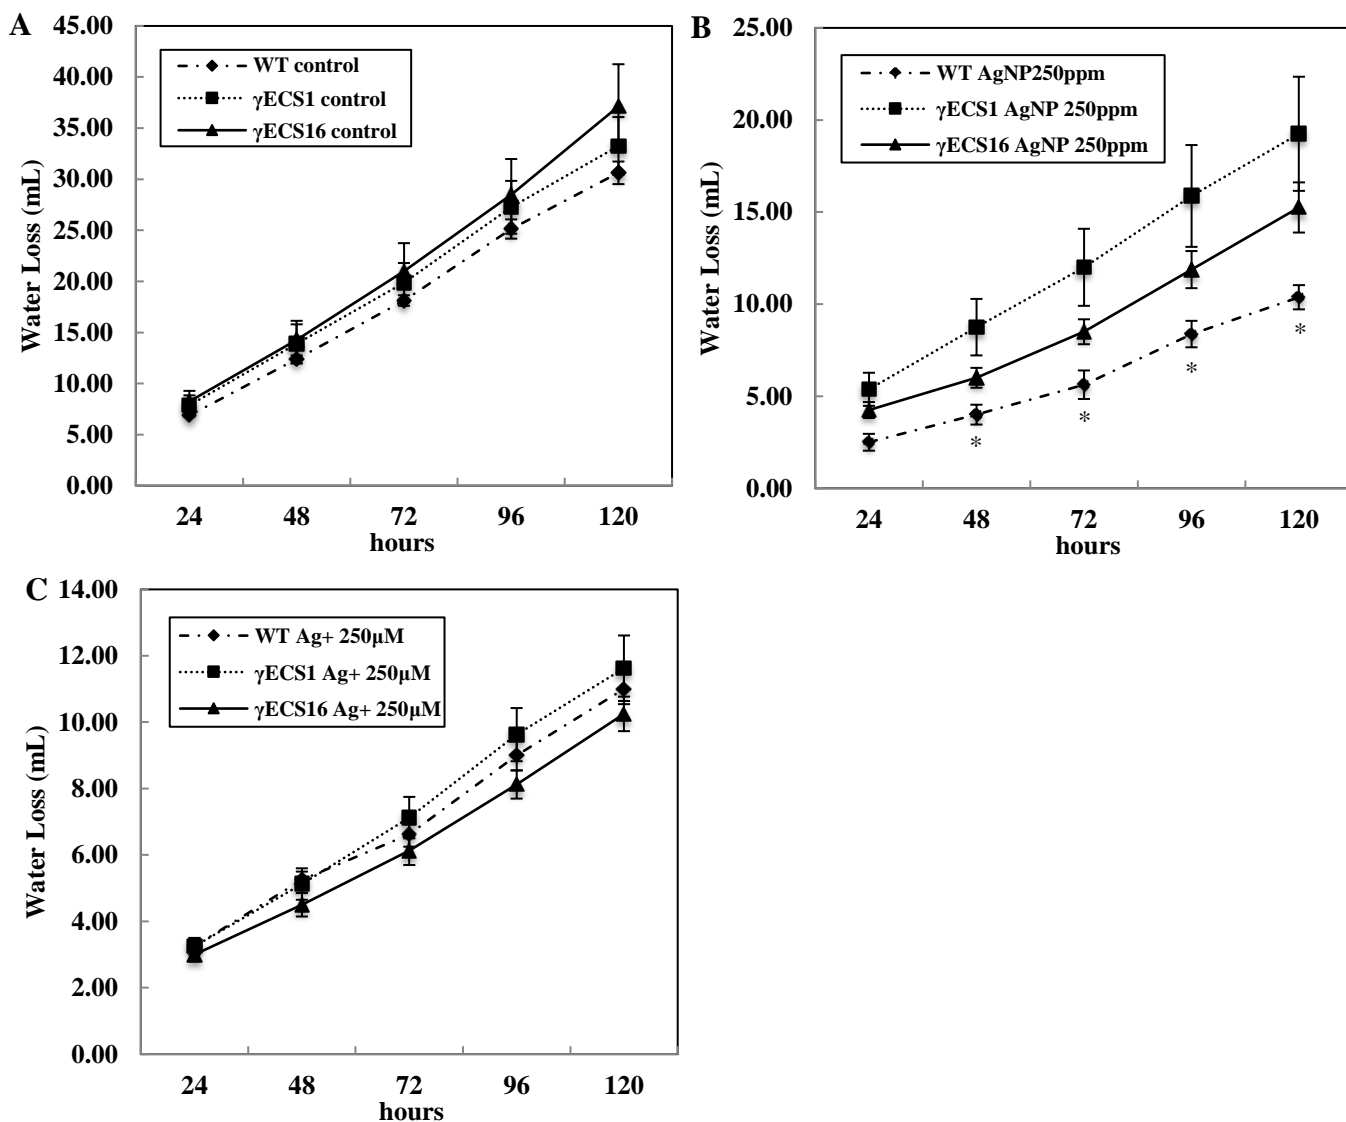 A
45.00
40.00
35.00
30.00
25.00
20.00
15.00
10.00
5.00
0.00
Water Loss (mL)
WT control
γECS1 control
γECS16 control
24 48 72 96 120
hours
B
25.00
20.00
15.00
10.00
5.00
0.00
Water Loss (mL)
WT AgNP250ppm
γECS1 AgNP 250ppm
γECS16 AgNP 250ppm
* * * *
24 48 72 96 120
hours
C
14.00
12.00
10.00
8.00
6.00
4.00
2.00
0.00
Water Loss (mL)
WT Ag+ 250μM
γECS1 Ag+ 250μM
γECS16 Ag+ 250μM
24 48 72 96 120
hours